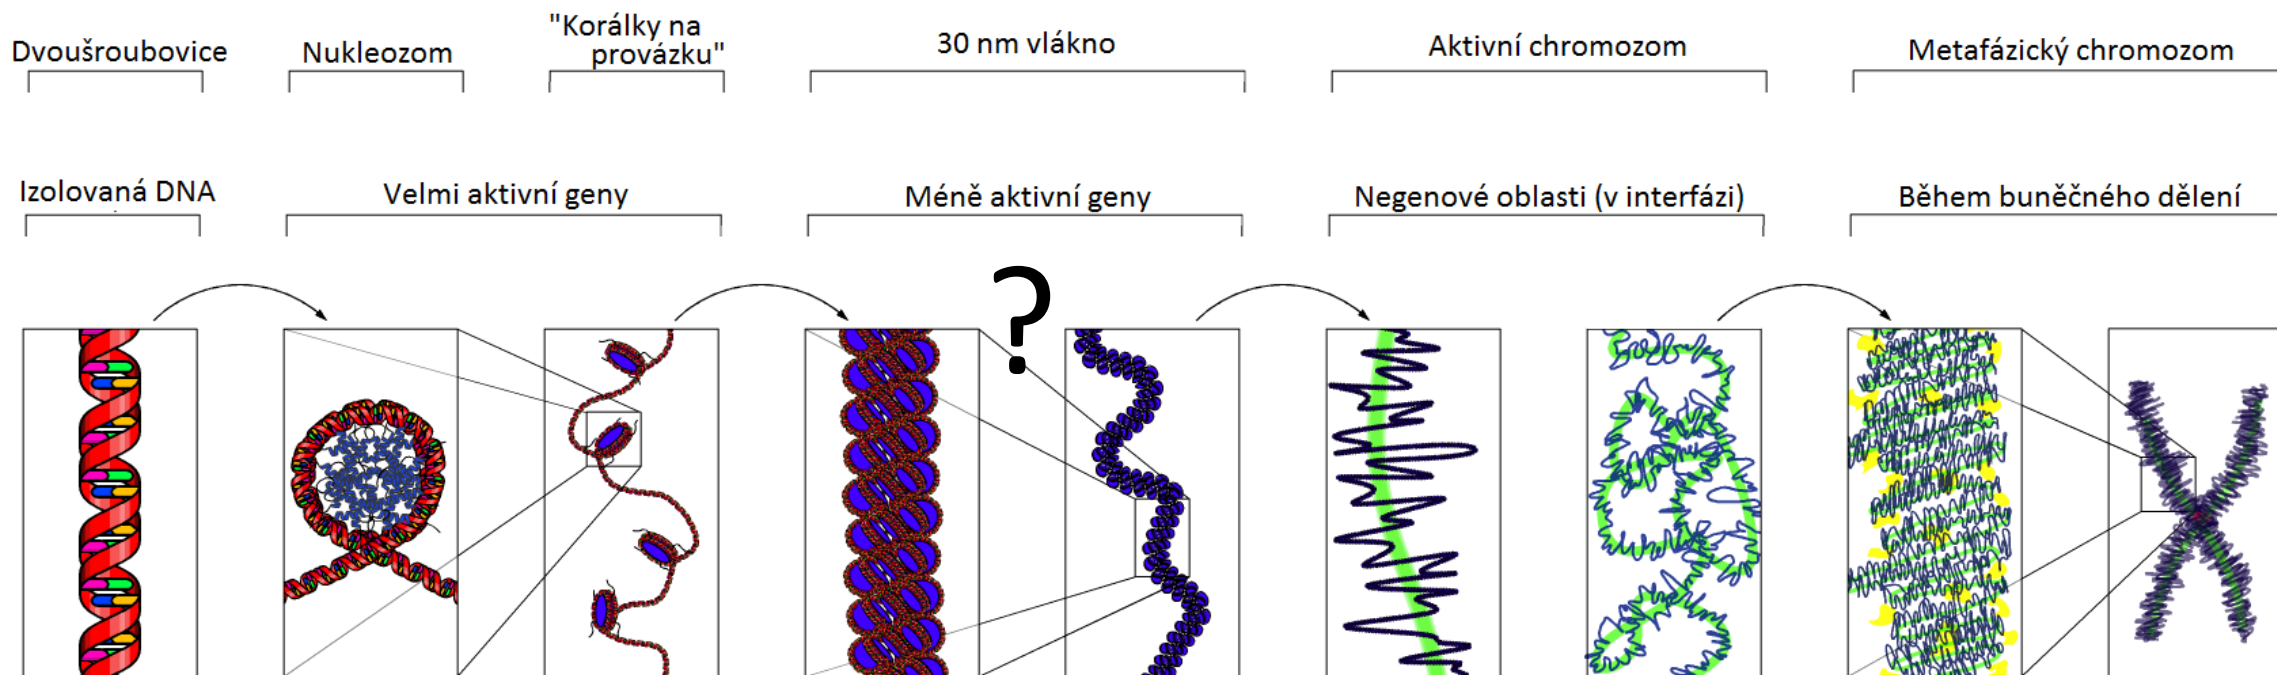 Dvoušroubovice
Nukleozom
"Korálky na
provázku"
30 nm vlákno
Aktivní chromozom
Metafázický chromozom
Izolovaná DNA
Velmi aktivní geny
Méně aktivní geny
Negenové oblasti (v interfázi)
Během buněčného dělení
?